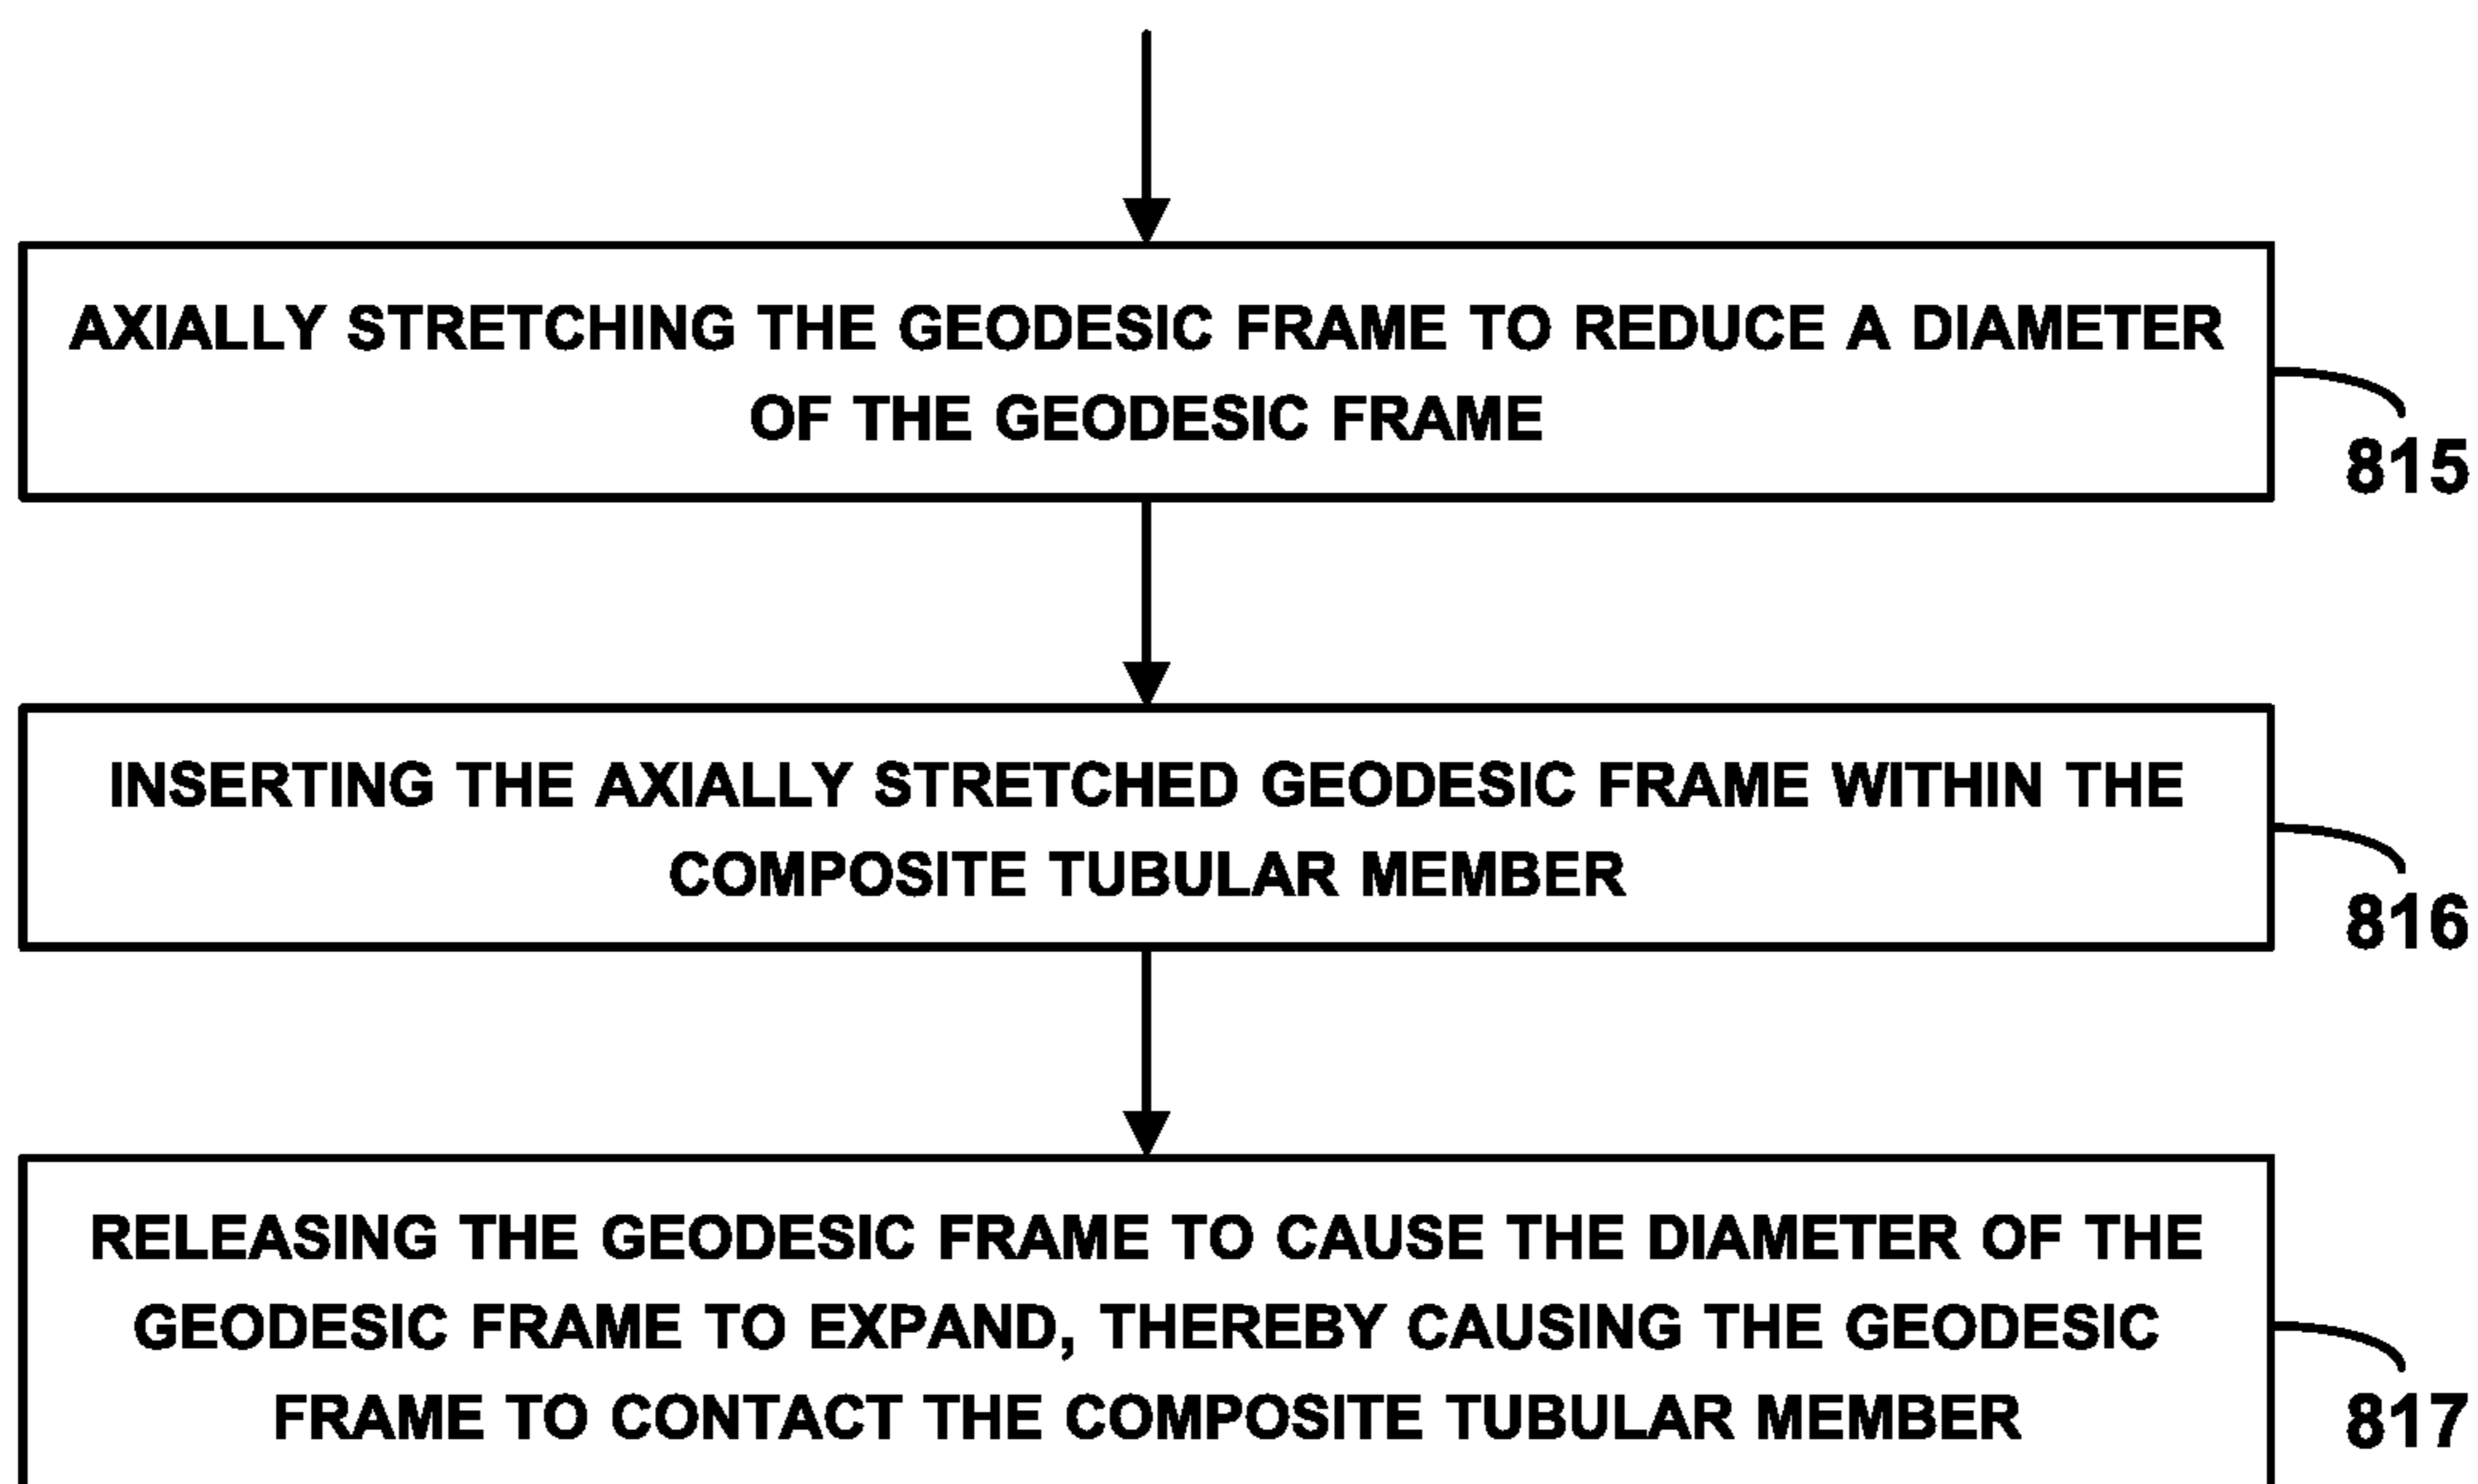 AXIALLY STRETCHING THE GEODESIC FRAME TO REDUCE A DIAMETER
OF THE GEODESIC FRAME
815
INSERTING THE AXIALLY STRETCHED GEODESIC FRAME WITHIN THE
COMPOSITE TUBULAR MEMBER
816
RELEASING THE GEODESIC FRAME TO CAUSE THE DIAMETER OF THE
GEODESIC FRAME TO EXPAND, THEREBY CAUSING THE GEODESIC
FRAME TO CONTACT THE COMPOSITE TUBULAR MEMBER
817